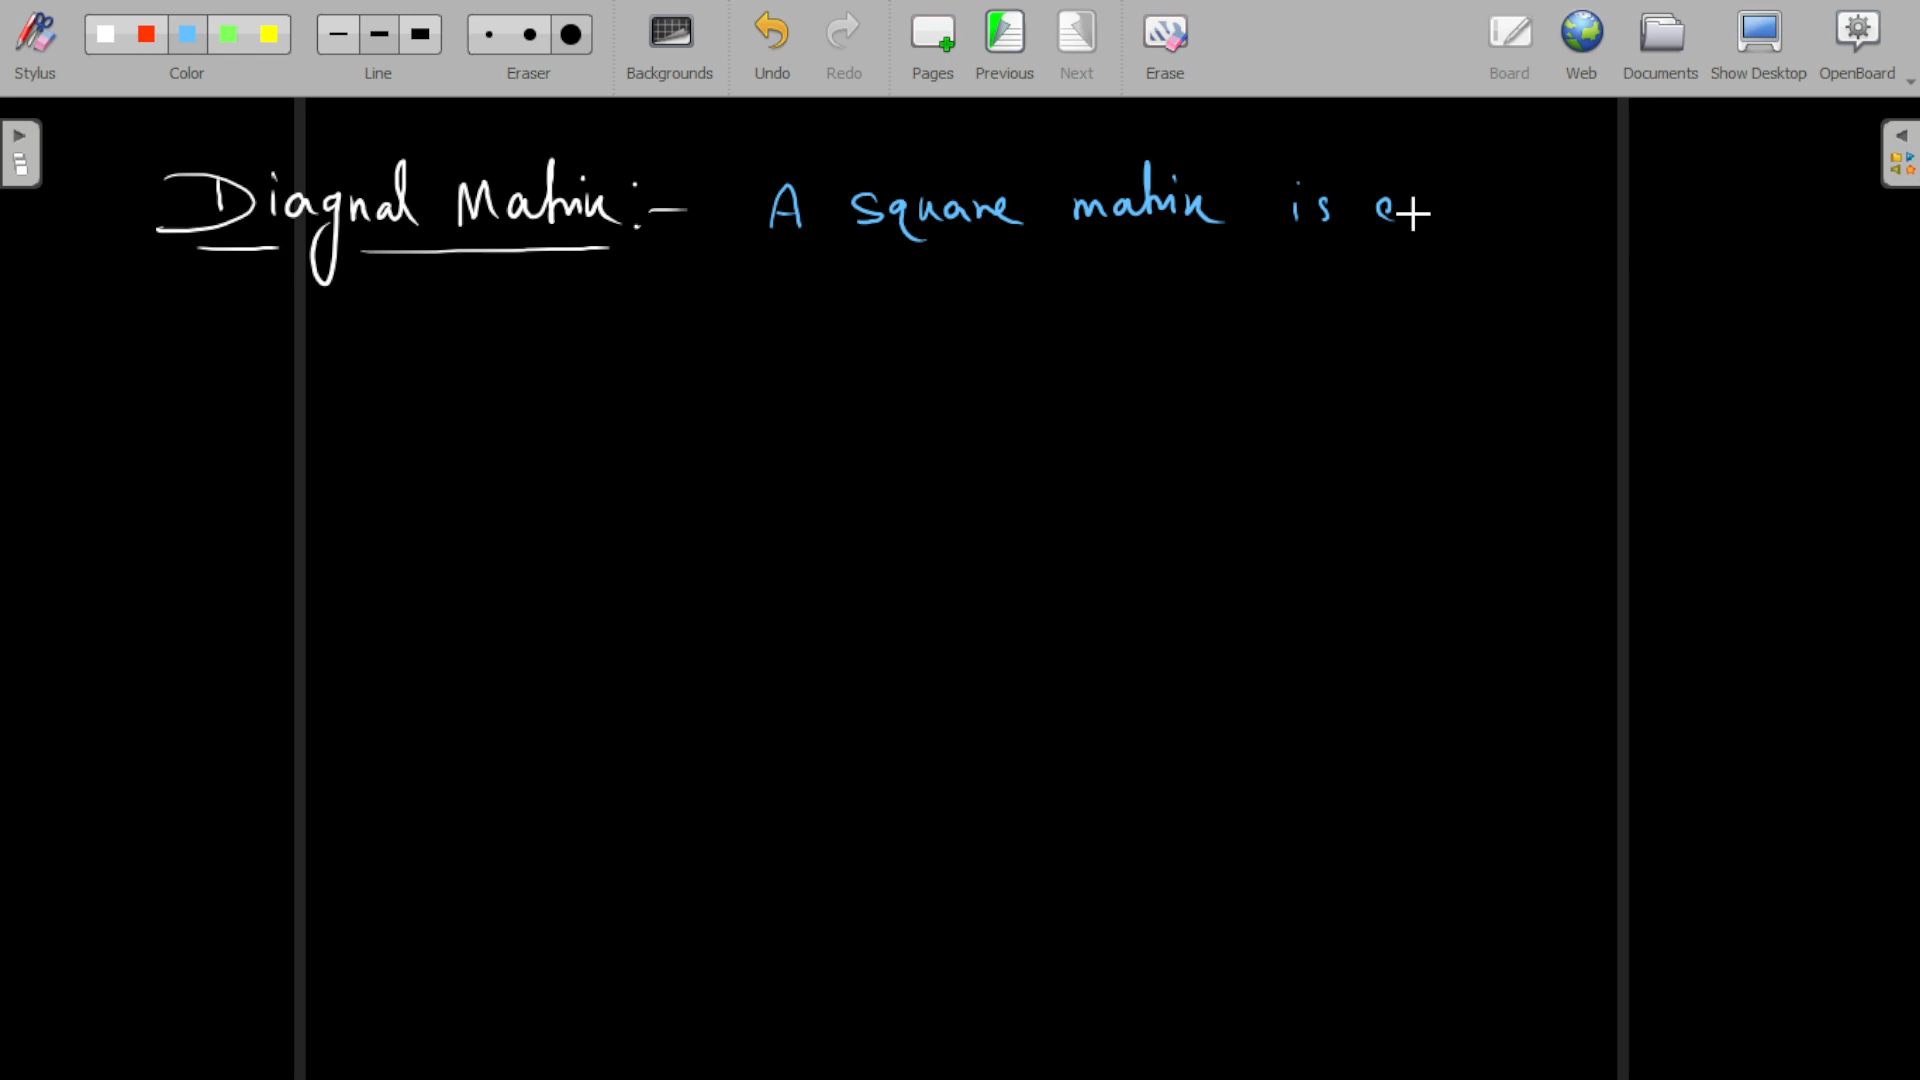 Stylus Color Line Eraser Backgrounds Undo Redo Pages Previous Next Erase Board Web Documents Show Desktop OpenBoard
Diagnal Matrix :- A square matrix is